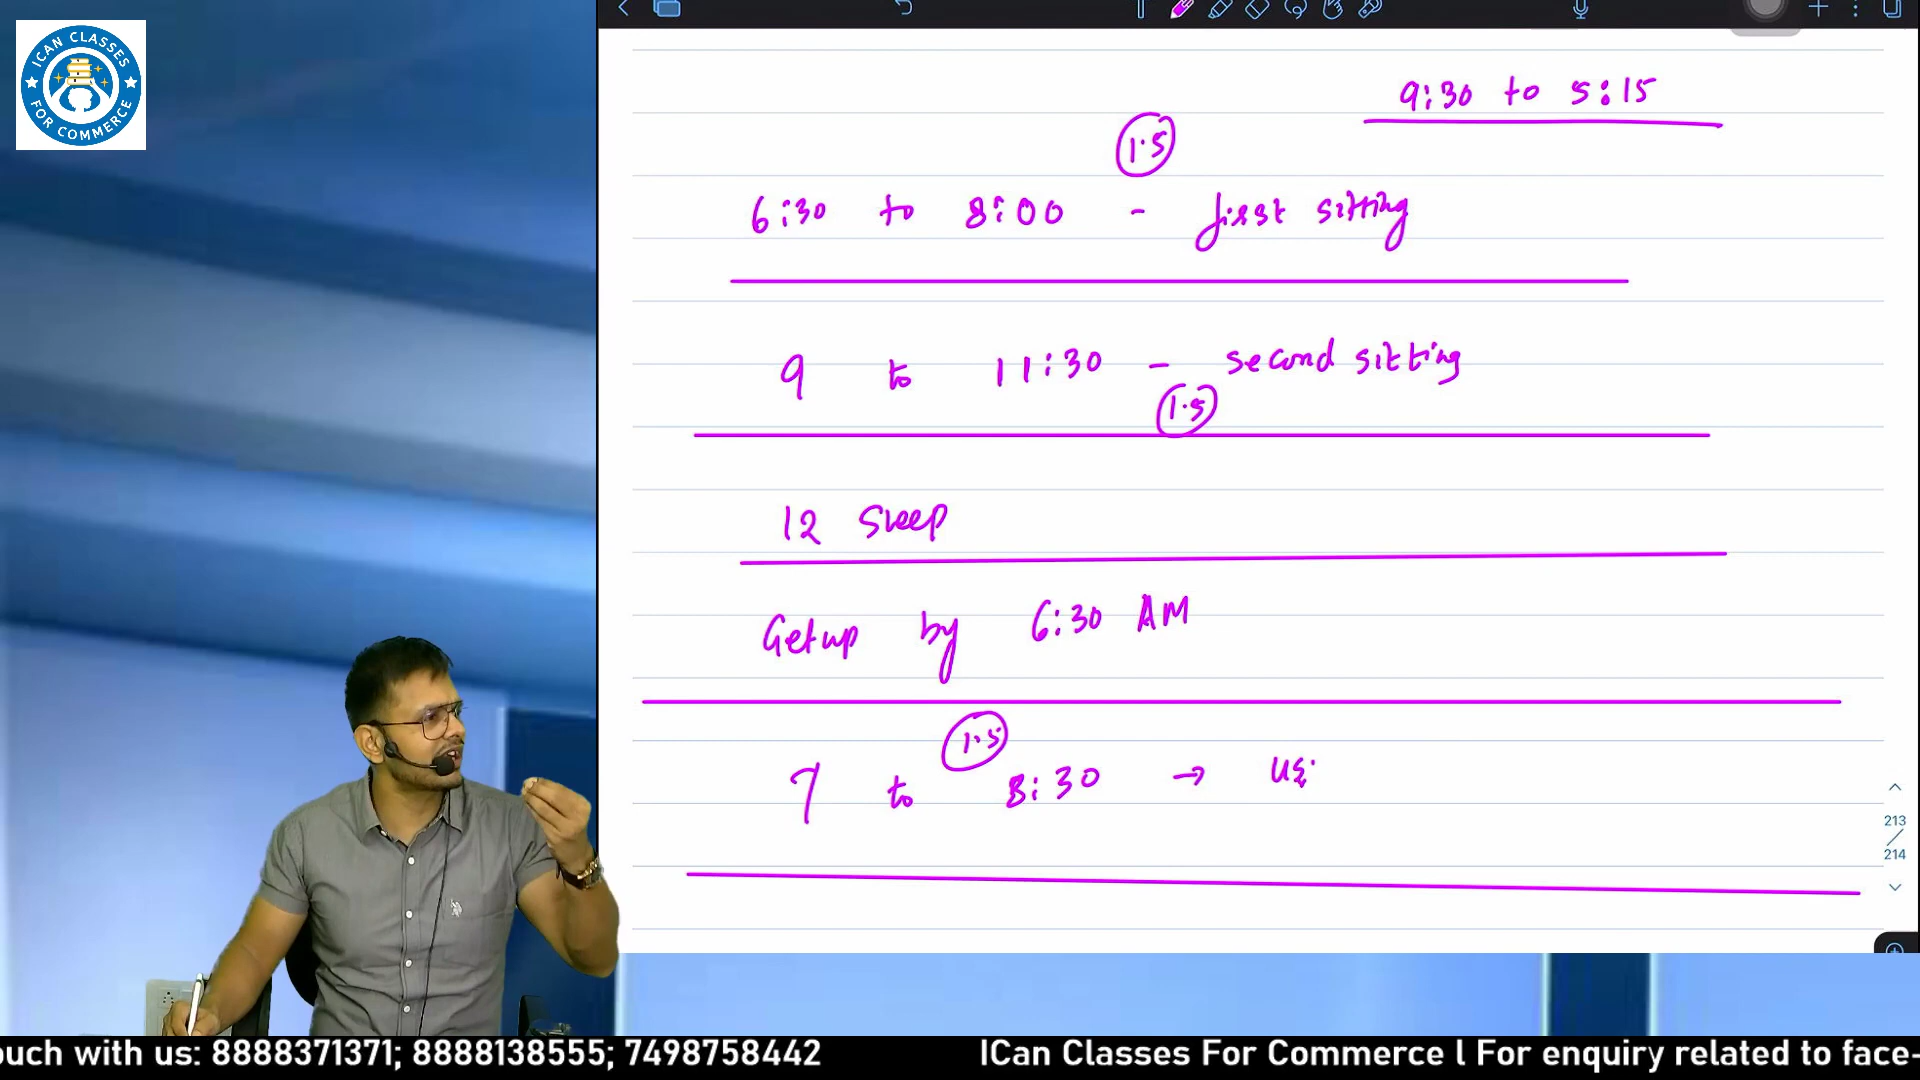 ICAN CLASSES
FOR COMMERCE
9:30 to 5:15
1.5
6:30 to 8:00 - first sitting
9 to 11:30 - second sitting
1.5
12 Sleep
Getup by 6:30 AM
1.5
7 to 8:30 →
213
214
ouch with us: 8888371371; 8888138555; 7498758442
ICan Classes For Commerce l For enquiry related to face-